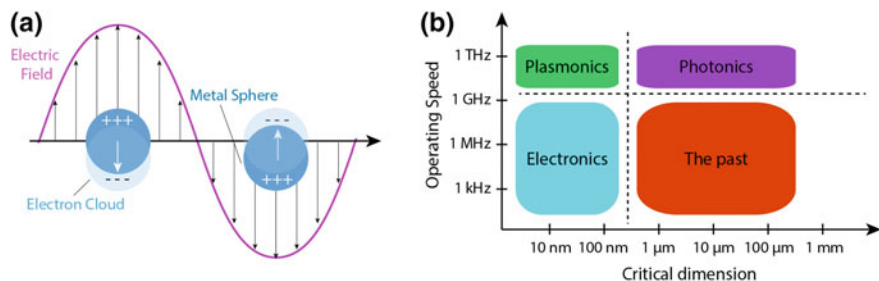 (a)
Electric
Field
Metal Sphere
+++
- - -
- - -
+++
Electron Cloud
(b)
Operating Speed
1 THz
1 GHz
1 MHz
1 kHz
Plasmonics
Photonics
Electronics
The past
10 nm
100 nm
1 μm
10 μm
100 μm
1 mm
Critical dimension